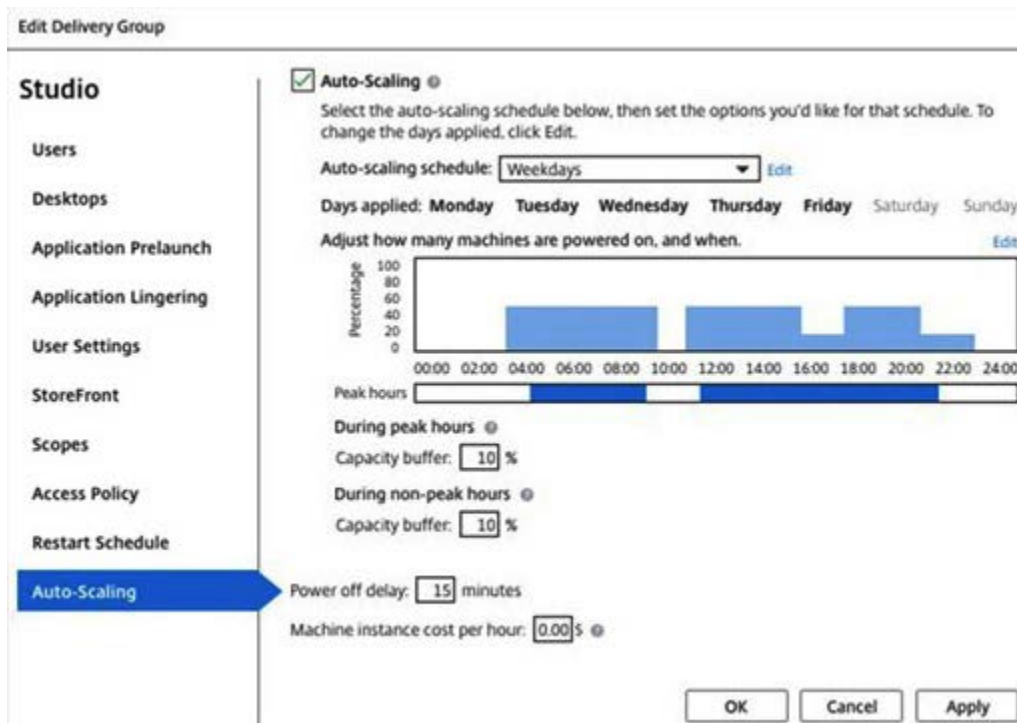 Edit Delivery Group
Studio
Users
Desktops
Application Prelaunch
Application Lingering
User Settings
StoreFront
Scopes
Access Policy
Restart Schedule
Auto-Scaling
Auto-Scaling
Select the auto-scaling schedule below, then set the options you'd like for that schedule. To
change the days applied, click Edit.
Auto-scaling schedule: Weekdays Edit
Days applied: Monday Tuesday Wednesday Thursday Friday Saturday Sunday
Adjust how many machines are powered on, and when. Edit
Percentage
100
80
60
40
20
0
00:00 02:00 04:00 06:00 08:00 10:00 12:00 14:00 16:00 18:00 20:00 22:00 24:00
Peak hours
During peak hours
Capacity buffer: 10 %
During non-peak hours
Capacity buffer: 10 %
Power off delay: 15 minutes
Machine instance cost per hour: 0.00 $
OK Cancel Apply